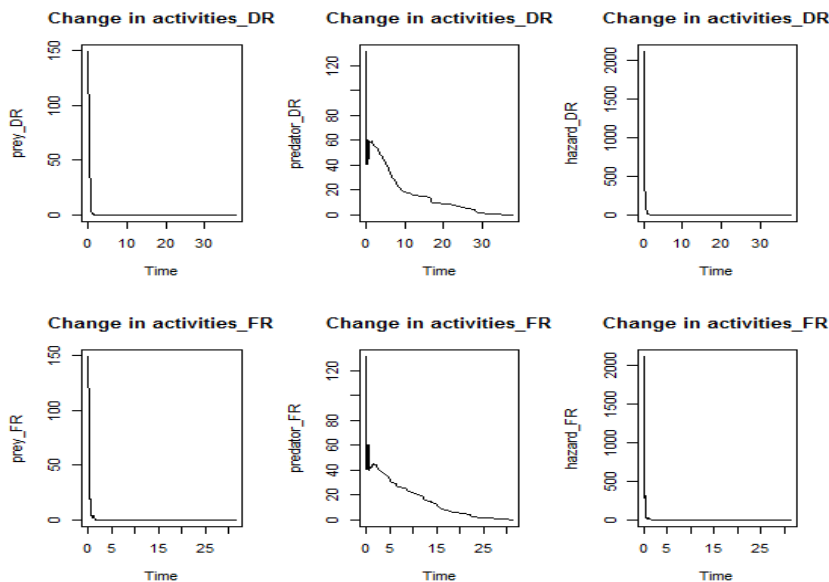 Change in activities_DR
prey_DR
150
100
50
0
0 10 20 30
Time
Change in activities_DR
predator_DR
120
80
60
40
20
0
0 10 20 30
Time
Change in activities_DR
hazard_DR
2000
1500
1000
500
0
0 10 20 30
Time
Change in activities_FR
prey_FR
150
100
50
0
0 5 15 25
Time
Change in activities_FR
predator_FR
120
80
60
40
20
0
0 5 15 25
Time
Change in activities_FR
hazard_FR
2000
1500
1000
500
0
0 5 15 25
Time